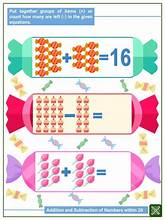 Put together groups of items (+) or
count how many are left (-) in the given
equations.
+ = 16
- =
+ =
Addition and Subtraction of Numbers within 20